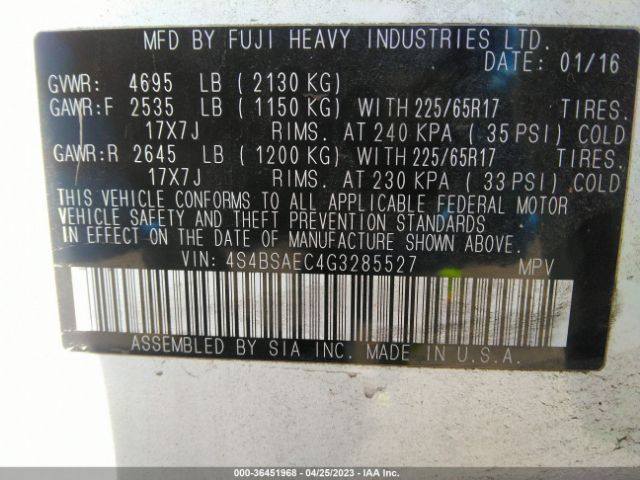 MFD BY FUJI HEAVY INDUSTRIES LTD.
DATE: 01/16
GVWR: 4695 LB (2130 KG)
GAWR:F 2535 LB (1150 KG) WITH 225/65R17 TIRES.
17X7J RIMS. AT 240 KPA (35 PSI) COLD
GAWR:R 2645 LB (1200 KG) WITH 225/65R17 TIRES.
17X7J RIMS. AT 230 KPA (33 PSI) COLD
THIS VEHICLE CONFORMS TO ALL APPLICABLE FEDERAL MOTOR
VEHICLE SAFETY AND THEFT PREVENTION STANDARDS
IN EFFECT ON THE DATE OF MANUFACTURE SHOWN ABOVE.
VIN: 4S4BSAEC4G3285527 MPV
ASSEMBLED BY SIA INC. MADE IN U.S.A.
000-36451968 - 04/25/2023 - IAA Inc.